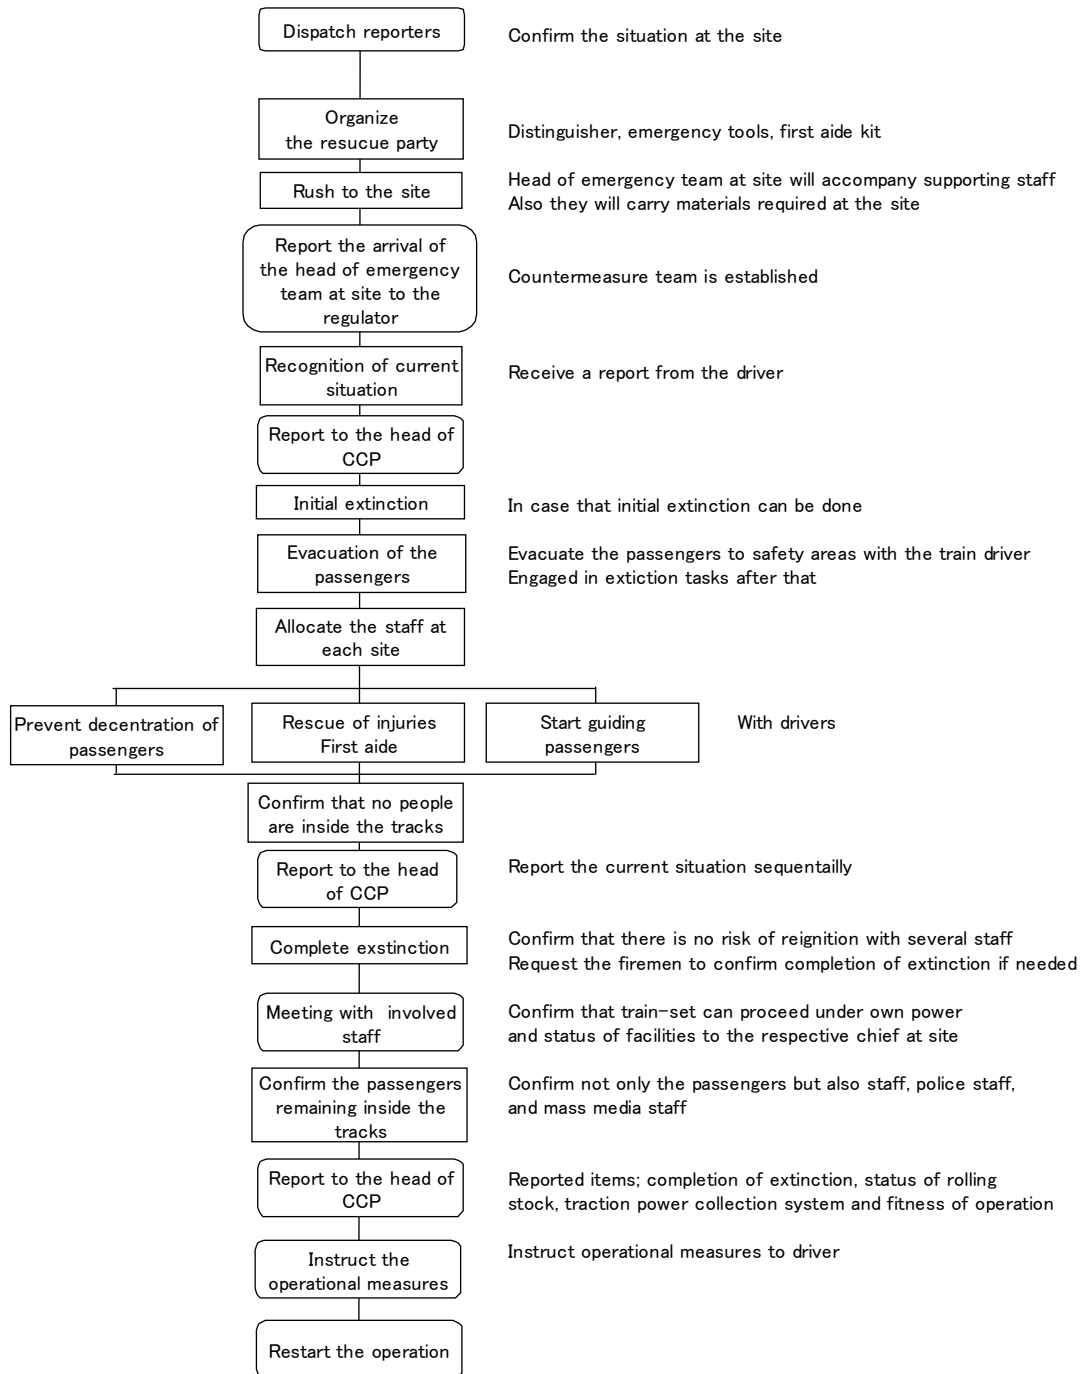 Dispatch reporters
Confirm the situation at the site
Organize
the resucue party
Distinguisher, emergency tools, first aide kit
Rush to the site
Head of emergency team at site will accompany supporting staff
Also they will carry materials required at the site
Report the arrival of
the head of emergency
team at site to the
regulator
Countermeasure team is established
Recognition of current
situation
Receive a report from the driver
Report to the head of
CCP
Initial extinction
In case that initial extinction can be done
Evacuation of the
passengers
Evacuate the passengers to safety areas with the train driver
Engaged in extiction tasks after that
Allocate the staff at
each site
Prevent decentration of
passengers
Rescue of injuries
First aide
Start guiding
passengers
With drivers
Confirm that no people
are inside the tracks
Report to the head
of CCP
Report the current situation sequentailly
Complete exstinction
Confirm that there is no risk of reignition with several staff
Request the firemen to confirm completion of extinction if needed
Meeting with involved
staff
Confirm that train-set can proceed under own power
and status of facilities to the respective chief at site
Confirm the passengers
remaining inside the
tracks
Confirm not only the passengers but also staff, police staff,
and mass media staff
Report to the head of
CCP
Reported items; completion of extinction, status of rolling
stock, traction power collection system and fitness of operation
Instruct the
operational measures
Instruct operational measures to driver
Restart the operation